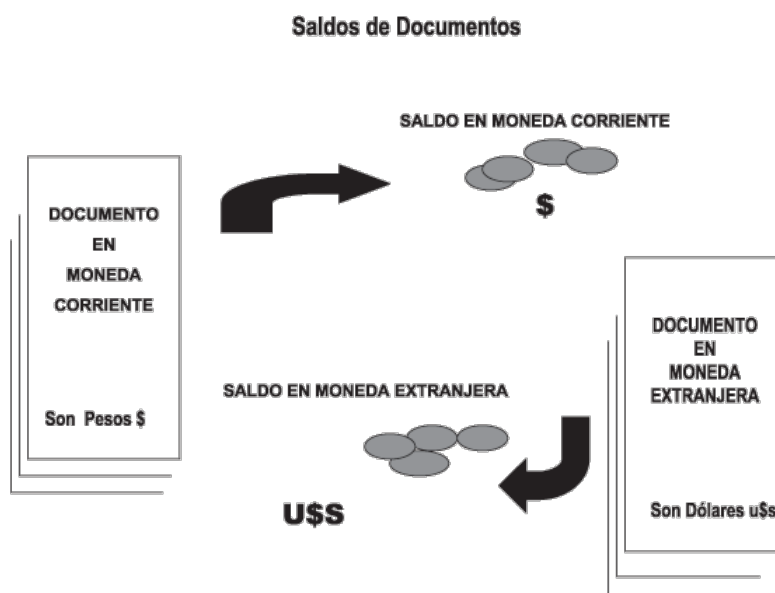 Saldos de Documentos
SALDO EN MONEDA CORRIENTE
$
DOCUMENTO
EN
MONEDA
CORRIENTE
Son Pesos $
DOCUMENTO
EN
MONEDA
EXTRANJERA
Son Dólares u$s
SALDO EN MONEDA EXTRANJERA
U$S